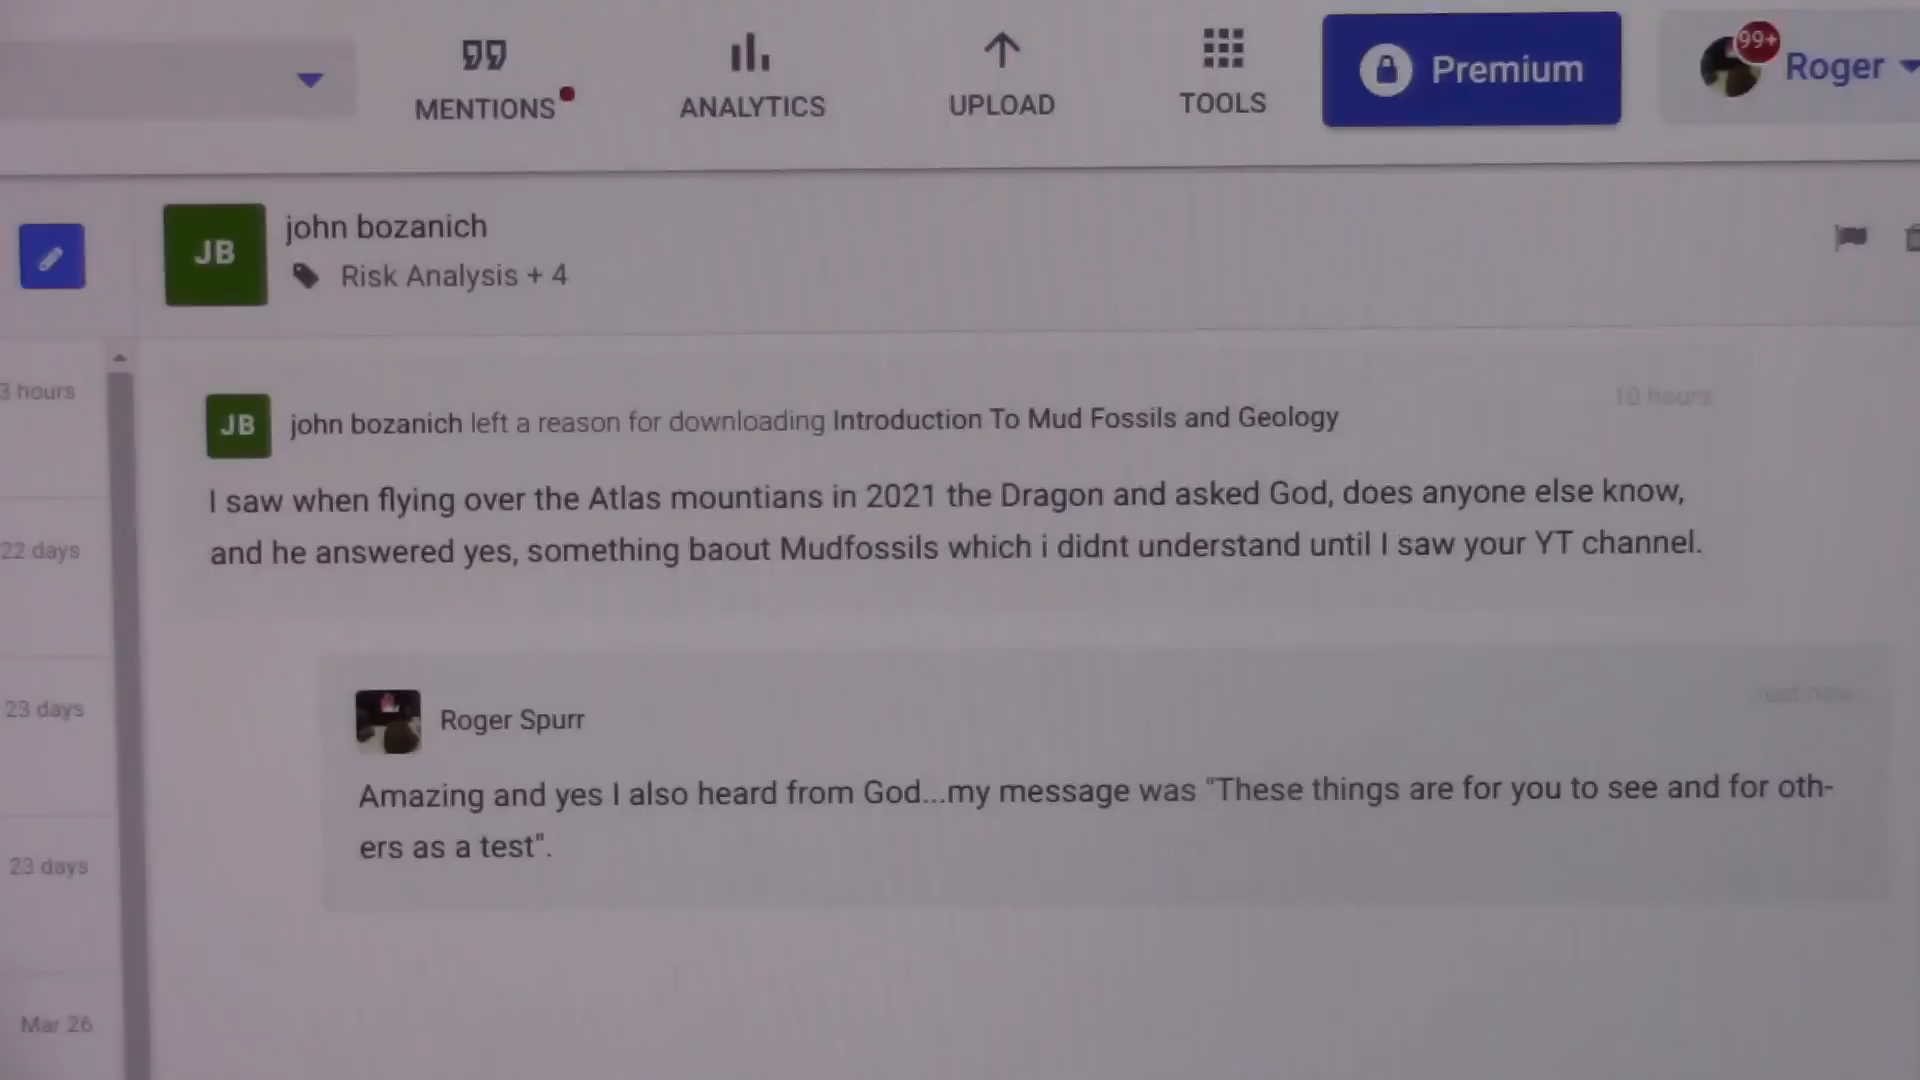 MENTIONS
ANALYTICS
UPLOAD
TOOLS
Premium
99+
Roger
JB
john bozanich
Risk Analysis + 4
3 hours
10 hours
JB
john bozanich left a reason for downloading Introduction To Mud Fossils and Geology
I saw when flying over the Atlas mountians in 2021 the Dragon and asked God, does anyone else know,
and he answered yes, something baout Mudfossils which i didnt understand until I saw your YT channel.
22 days
23 days
Just now
Roger Spurr
Amazing and yes I also heard from God...my message was "These things are for you to see and for oth-
ers as a test".
23 days
Mar 26